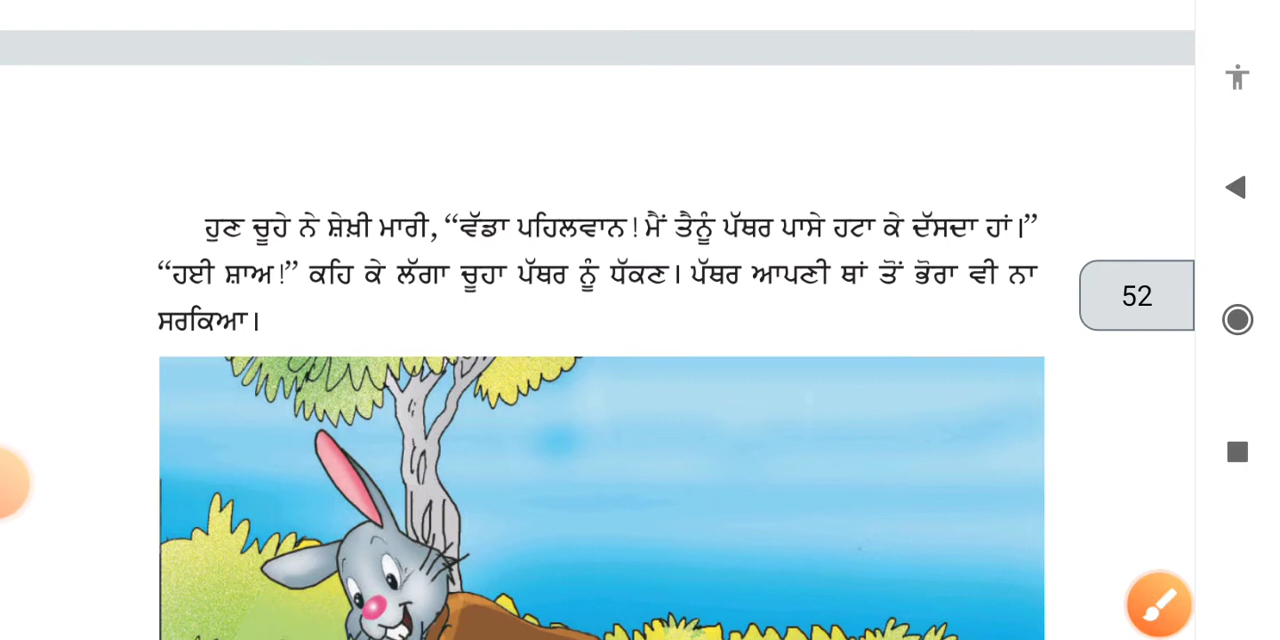 ਹੁਣ ਚੂਹੇ ਨੇ ਸ਼ੇਖ਼ੀ ਮਾਰੀ, “ਵੱਡਾ ਪਹਿਲਵਾਨ! ਮੈਂ ਤੈਨੂੰ ਪੱਥਰ ਪਾਸੇ ਹਟਾ ਕੇ ਦੱਸਦਾ ਹਾਂ।”
“ਹਈ ਸ਼ਾਅ!” ਕਹਿ ਕੇ ਲੱਗਾ ਚੂਹਾ ਪੱਥਰ ਨੂੰ ਧੱਕਣ। ਪੱਥਰ ਆਪਣੀ ਥਾਂ ਤੋਂ ਭੋਰਾ ਵੀ ਨਾ
ਸਰਕਿਆ।
52